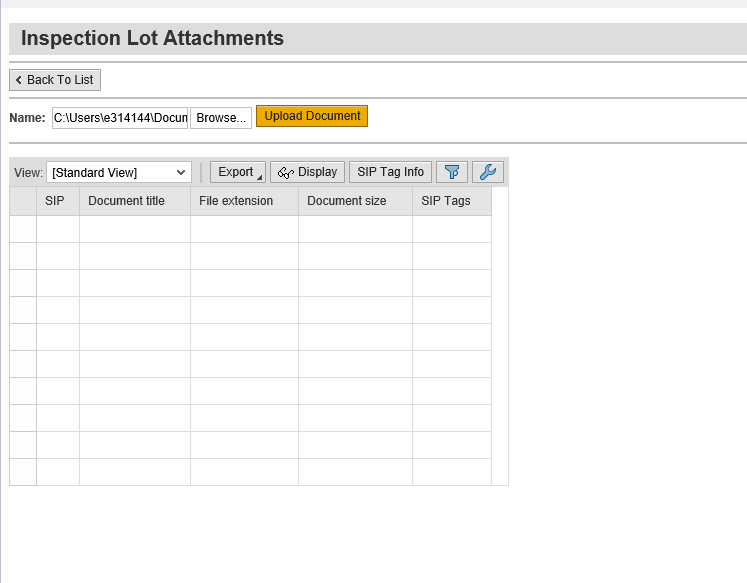 Inspection Lot Attachments
Back To List
Name: C:\Users\e314144\Docun Browse... Upload Document
View: [Standard View] Export Display SIP Tag Info
SIP Document title File extension Document size SIP Tags